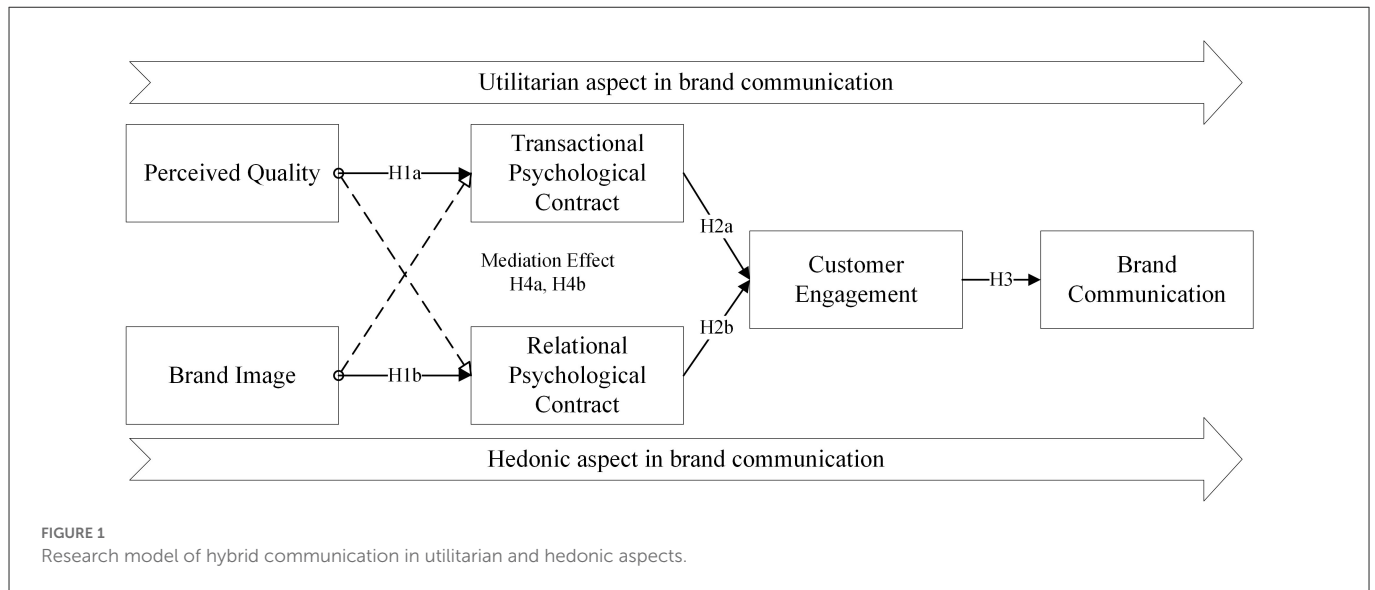 Utilitarian aspect in brand communication
Perceived Quality
H1a
Transactional
Psychological
Contract
H2a
Mediation Effect
H4a, H4b
Customer
Engagement
H3
Brand
Communication
Brand Image
H1b
Relational
Psychological
Contract
H2b
Hedonic aspect in brand communication
FIGURE 1
Research model of hybrid communication in utilitarian and hedonic aspects.